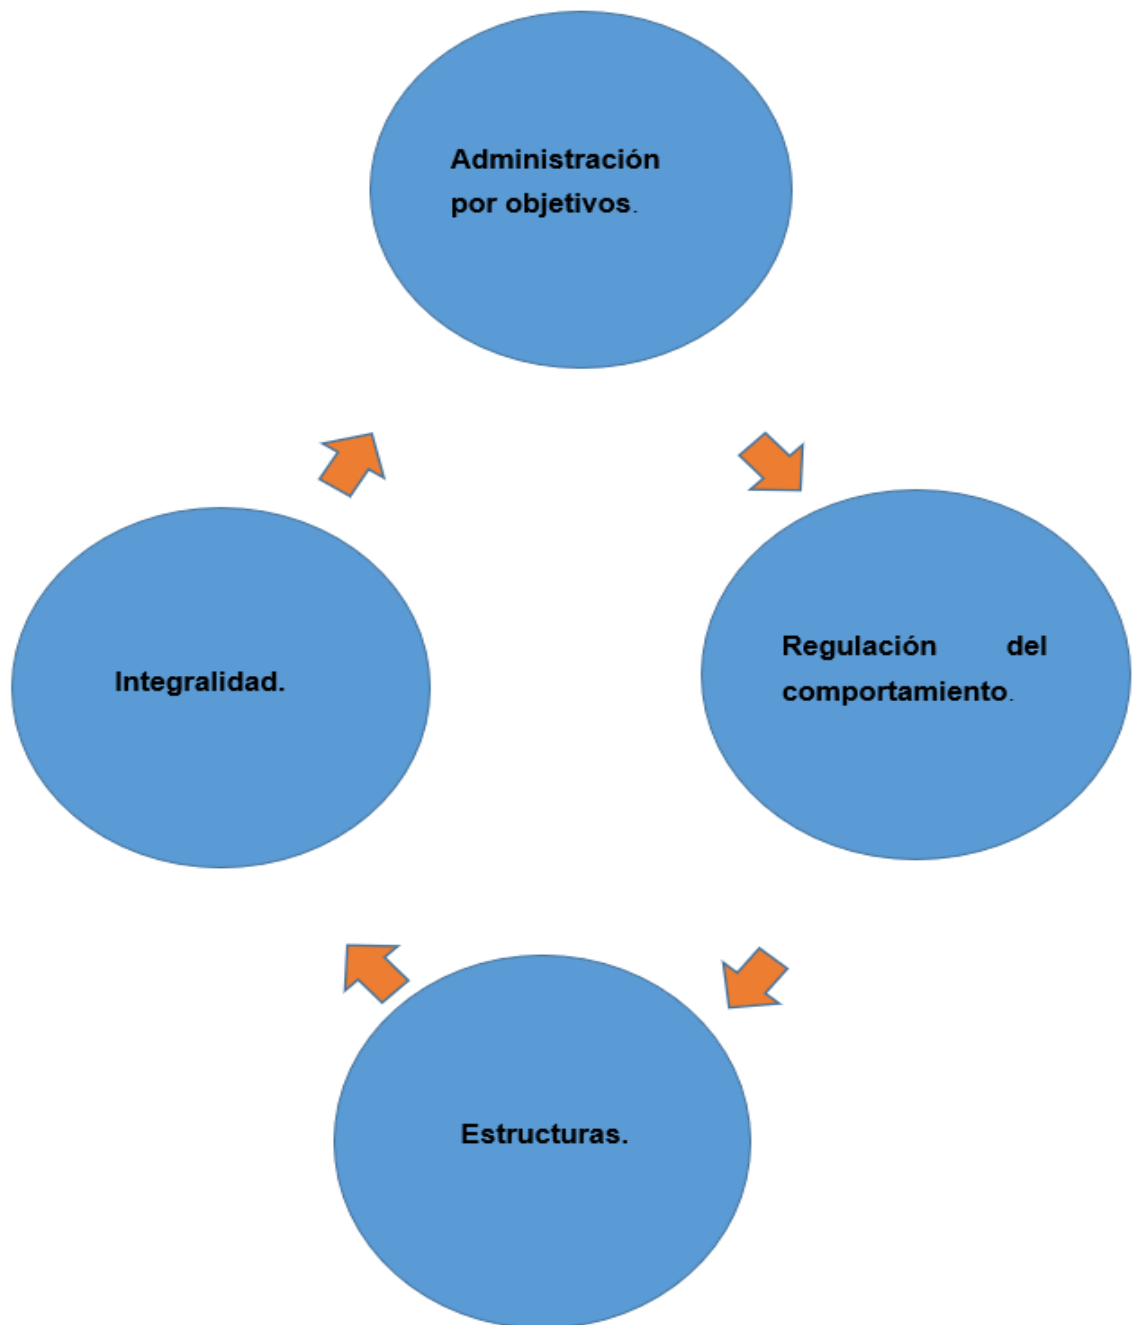 Administración
por objetivos.
Regulación del
comportamiento.
Integralidad.
Estructuras.